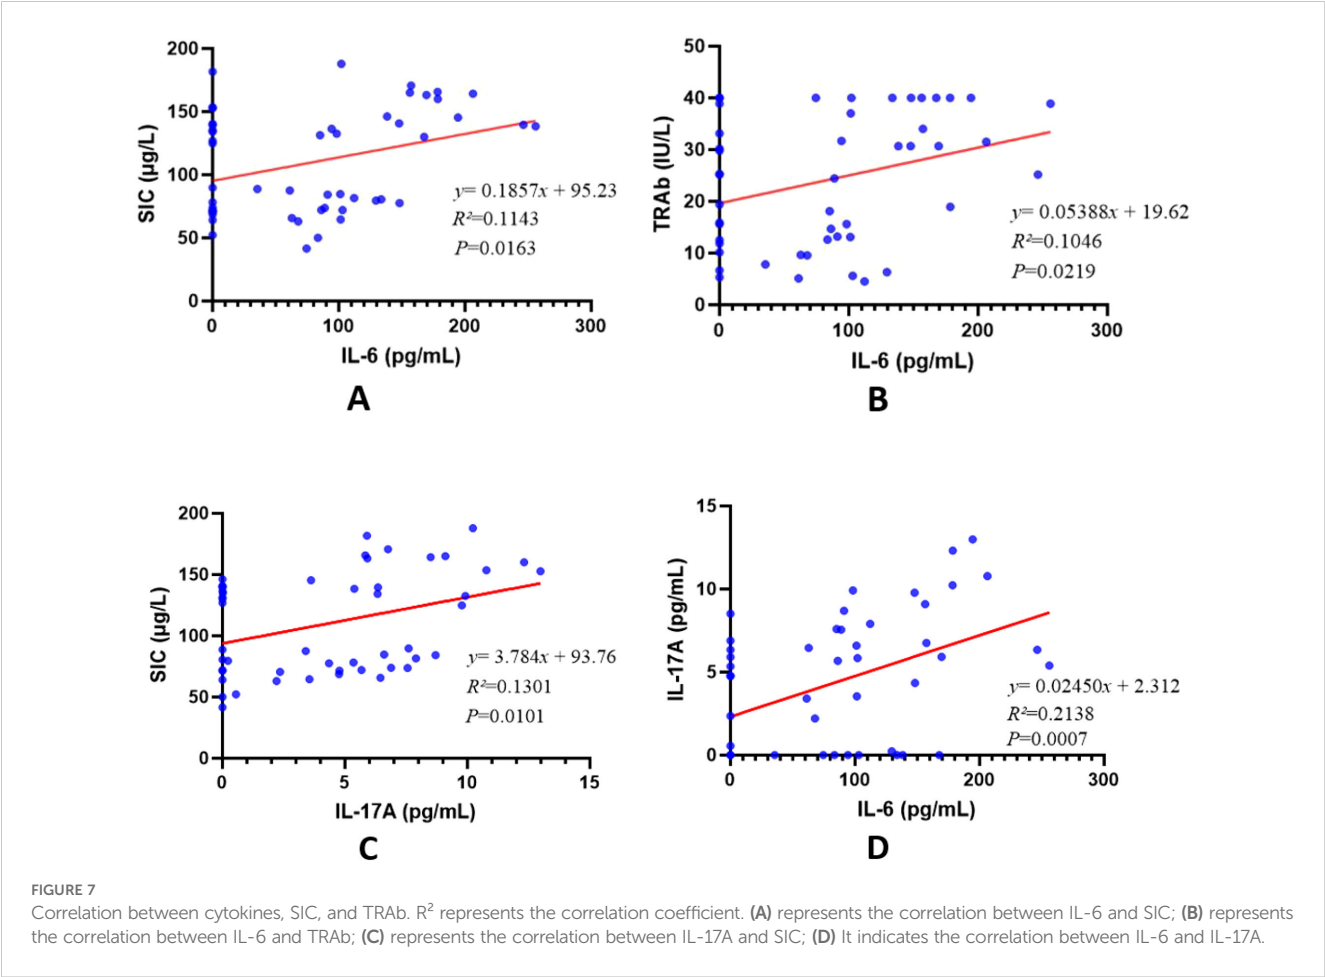 200
150
100
50
0
SIC (µg/L)
0 100 200 300
IL-6 (pg/mL)
y= 0.1857x + 95.23
R²=0.1143
P=0.0163
A
50
40
30
20
10
0
TRAb (IU/L)
0 100 200 300
IL-6 (pg/mL)
y= 0.05388x + 19.62
R²=0.1046
P=0.0219
B
200
150
100
50
0
SIC (µg/L)
0 5 10 15
IL-17A (pg/mL)
y= 3.784x + 93.76
R²=0.1301
P=0.0101
C
15
10
5
0
IL-17A (pg/mL)
0 100 200 300
IL-6 (pg/mL)
y= 0.02450x + 2.312
R²=0.2138
P=0.0007
D
FIGURE 7
Correlation between cytokines, SIC, and TRAb. R² represents the correlation coefficient. (A) represents the correlation between IL-6 and SIC; (B) represents
the correlation between IL-6 and TRAb; (C) represents the correlation between IL-17A and SIC; (D) It indicates the correlation between IL-6 and IL-17A.